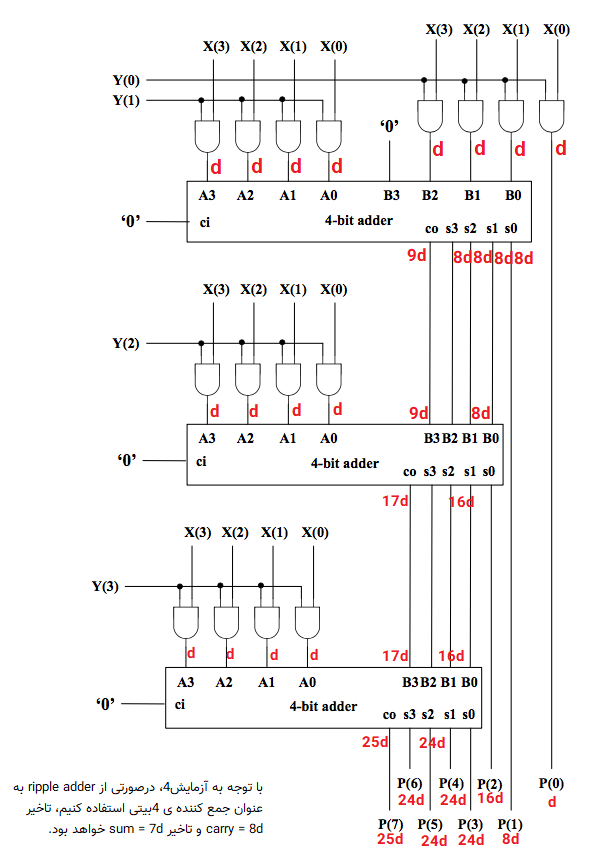 X(3) X(2) X(1) X(0)
X(3) X(2) X(1) X(0)
Y(0)
Y(1)
‘0’
d d d d
d d d d
A3 A2 A1 A0 B3 B2 B1 B0
‘0’ ci 4-bit adder
co s3 s2 s1 s0
9d 8d 8d 8d 8d
X(3) X(2) X(1) X(0)
Y(2)
d d d d
9d 8d
A3 A2 A1 A0 B3 B2 B1 B0
‘0’ ci 4-bit adder
co s3 s2 s1 s0
17d 16d
X(3) X(2) X(1) X(0)
Y(3)
d d d d
17d 16d
A3 A2 A1 A0 B3 B2 B1 B0
‘0’ ci 4-bit adder
co s3 s2 s1 s0
25d 24d
P(6) P(4) P(2) P(0)
24d 24d 16d d
P(7) P(5) P(3) P(1)
25d 24d 24d 8d
با توجه به آزمایش4، درصورتی از ripple adder به
عنوان جمع کننده ی 4بیتی استفاده کنیم، تاخیر
carry = 8d و تاخیر sum = 7d خواهد بود.